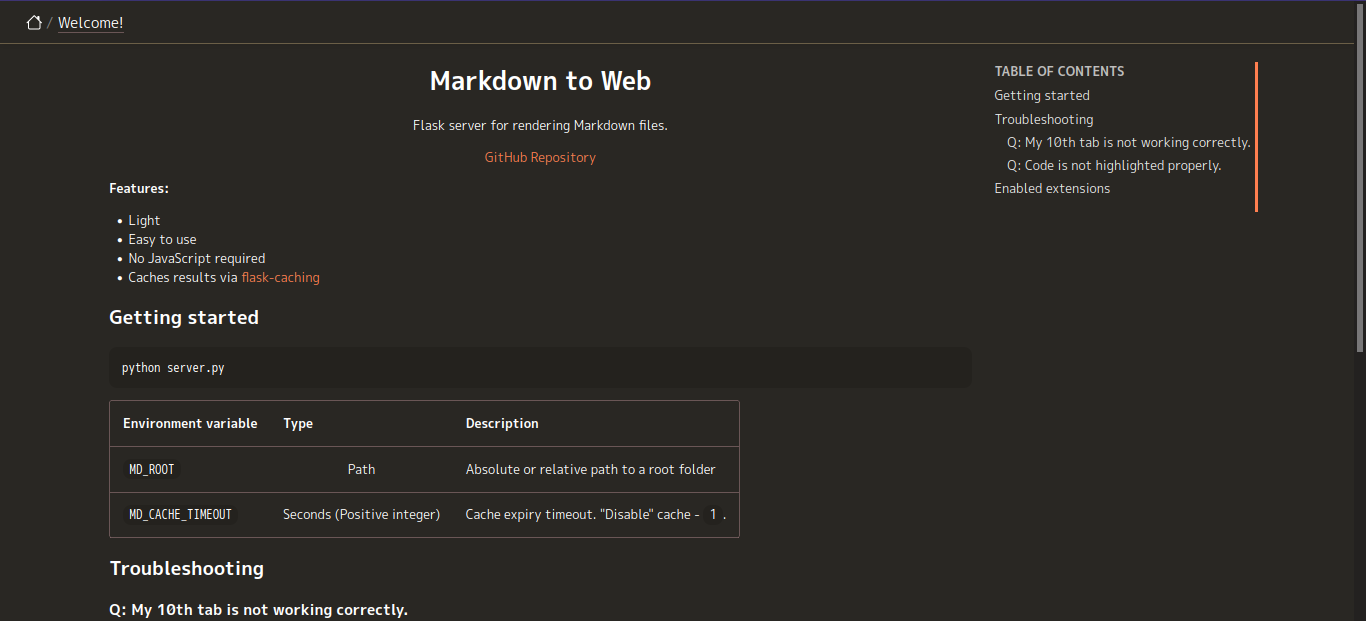 / Welcome!
Markdown to Web
Flask server for rendering Markdown files.
GitHub Repository
Features:
• Light
• Easy to use
• No JavaScript required
• Caches results via flask-caching
Getting started
python server.py
Environment variable Type Description
MD_ROOT Path Absolute or relative path to a root folder
MD_CACHE_TIMEOUT Seconds (Positive integer) Cache expiry timeout. "Disable" cache - 1 .
Troubleshooting
Q: My 10th tab is not working correctly.
TABLE OF CONTENTS
Getting started
Troubleshooting
Q: My 10th tab is not working correctly.
Q: Code is not highlighted properly.
Enabled extensions